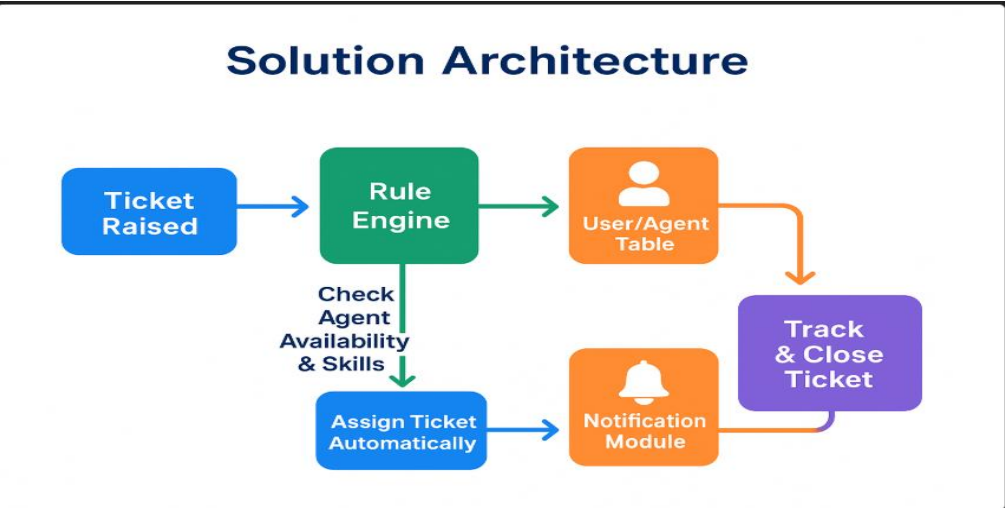 Solution Architecture
Ticket
Raised
Rule
Engine
User/Agent
Table
Check
Agent
Availability
& Skills
Track
& Close
Ticket
Assign Ticket
Automatically
Notification
Module